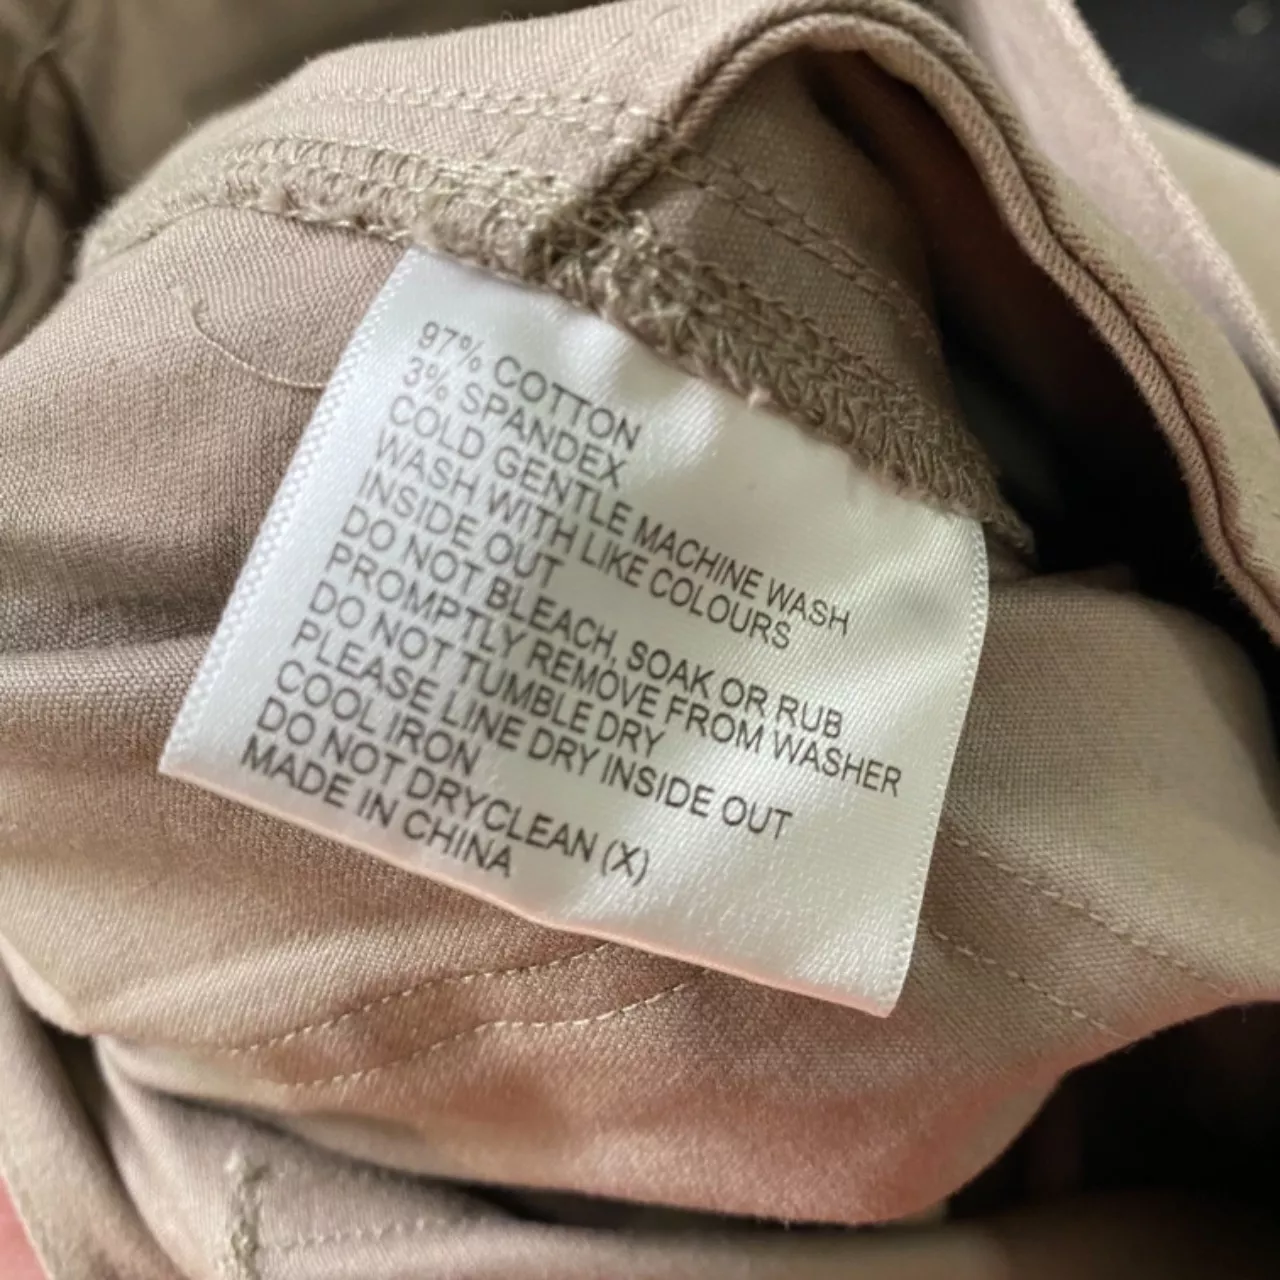 97% COTTON
3% SPANDEX
COLD GENTLE MACHINE WASH
WASH WITH LIKE COLOURS
INSIDE OUT
DO NOT BLEACH, SOAK OR RUB
PROMPTLY REMOVE FROM WASHER
DO NOT TUMBLE DRY
PLEASE LINE DRY INSIDE OUT
COOL IRON
DO NOT DRYCLEAN (X)
MADE IN CHINA